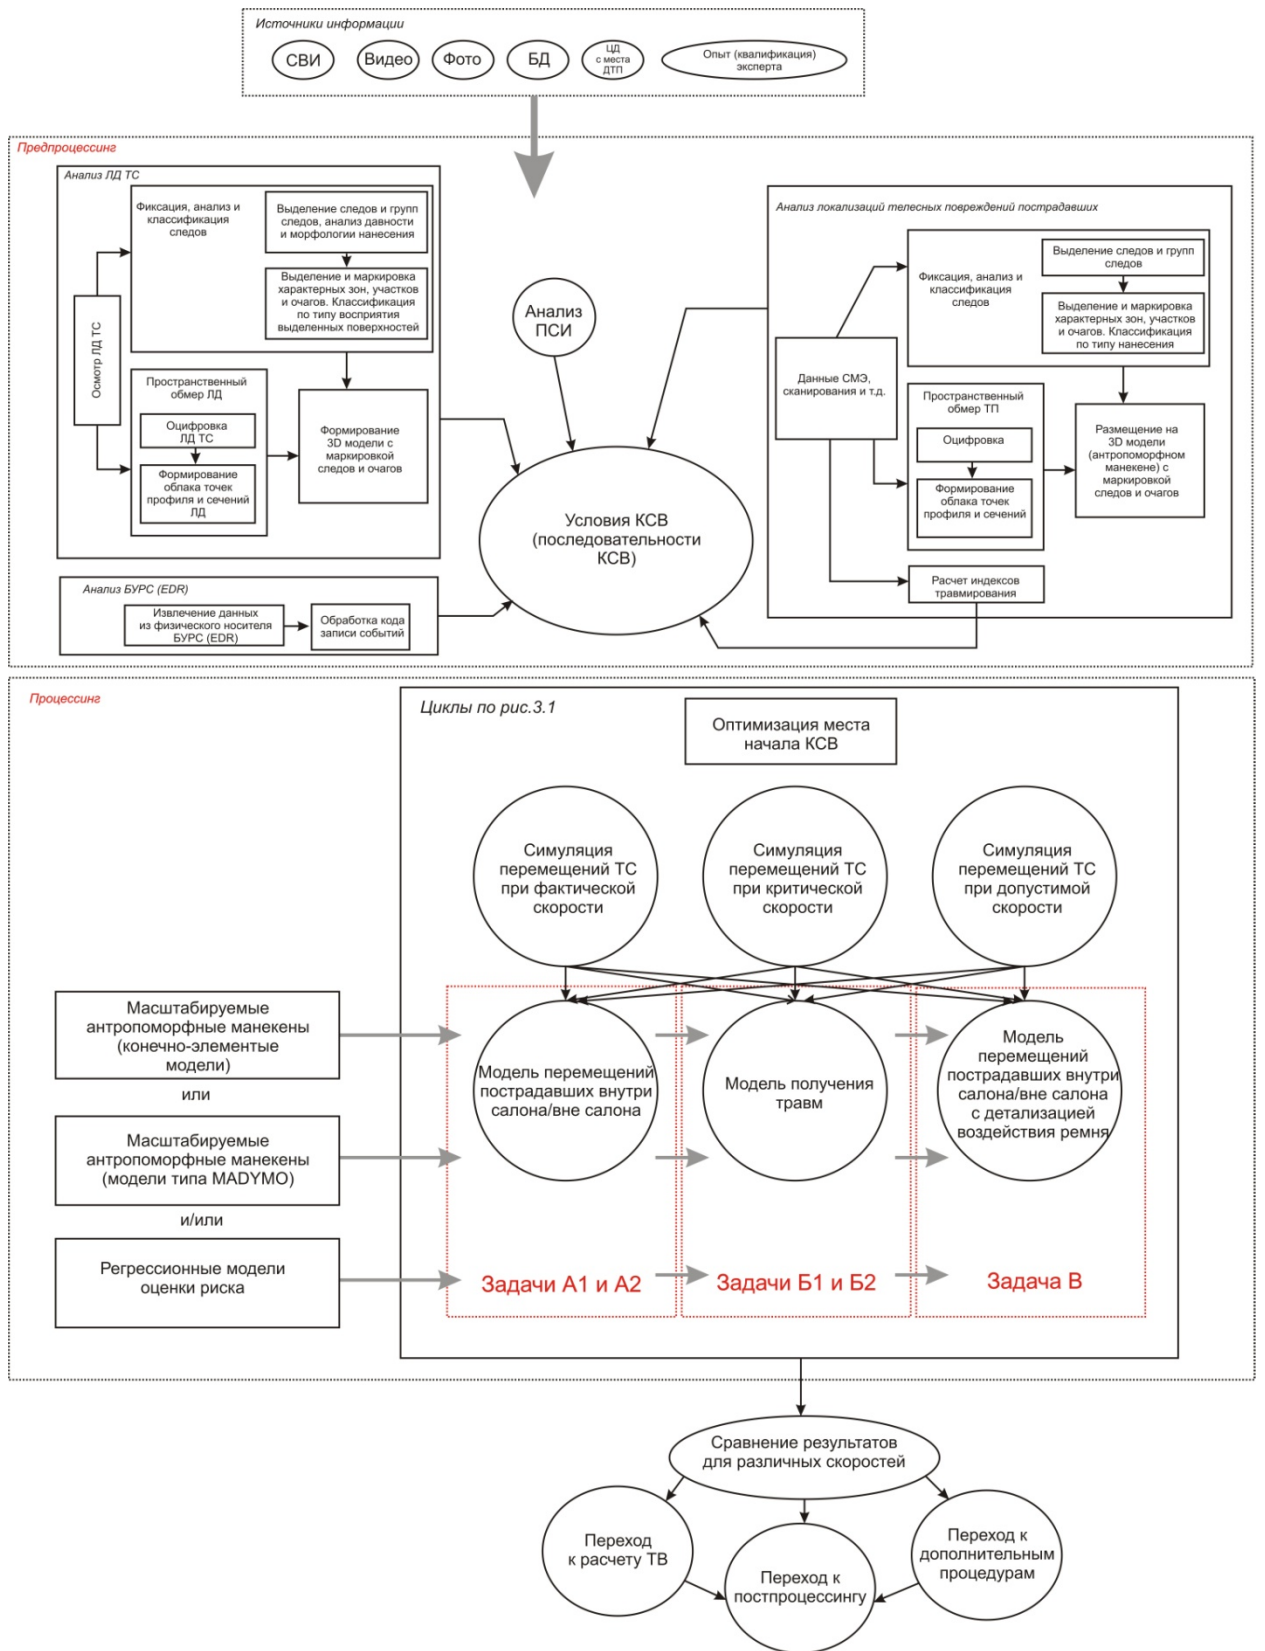 Источники информации
СВИ
Видео
Фото
БД
ЦД
с места
ДТП
Опыт (квалификация)
эксперта
Предпроцессинг
Анализ ЛД ТС
Осмотр ЛД ТС
Фиксация, анализ и
классификация
следов
Выделение следов и групп
следов, анализ давности
и морфологии нанесения
Выделение и маркировка
характерных зон, участков
и очагов. Классификация
по типу восприятия
выделенных поверхностей
Пространственный
обмер ЛД
Оцифровка
ЛД ТС
Формирование
облака точек
профиля и сечений
ЛД
Формирование
3D модели с
маркировкой
следов и очагов
Анализ БУРС (EDR)
Извлечение данных
из физического носителя
БУРС (EDR)
Обработка кода
записи событий
Анализ
ПСИ
Условия КСВ
(последовательности
КСВ)
Анализ локализаций телесных повреждений пострадавших
Фиксация, анализ и
классификация
следов
Выделение следов и групп
следов
Выделение и маркировка
характерных зон, участков
и очагов. Классификация
по типу нанесения
Данные СМЭ,
сканирования и т.д.
Пространственный
обмер ТП
Оцифровка
Формирование
облака точек
профиля и сечений
Размещение на
3D модели
(антропоморфном
манекене) с
маркировкой
следов и очагов
Расчет индексов
травмирования
Процессинг
Циклы по рис.3.1
Оптимизация места
начала КСВ
Симуляция
перемещений ТС
при фактической
скорости
Симуляция
перемещений ТС
при критической
скорости
Симуляция
перемещений ТС
при допустимой
скорости
Масштабируемые
антропоморфные манекены
(конечно-элементые
модели)
или
Масштабируемые
антропоморфные манекены
(модели типа MADYMO)
и/или
Регрессионные модели
оценки риска
Модель перемещений
пострадавших внутри
салона/вне салона
Модель получения
травм
Модель
перемещений
пострадавших внутри
салона/вне салона
с детализацией
воздействия ремня
Задачи А1 и А2
Задачи Б1 и Б2
Задача В
Сравнение результатов
для различных скоростей
Переход
к расчету ТВ
Переход к
постпроцессингу
Переход к
дополнительным
процедурам